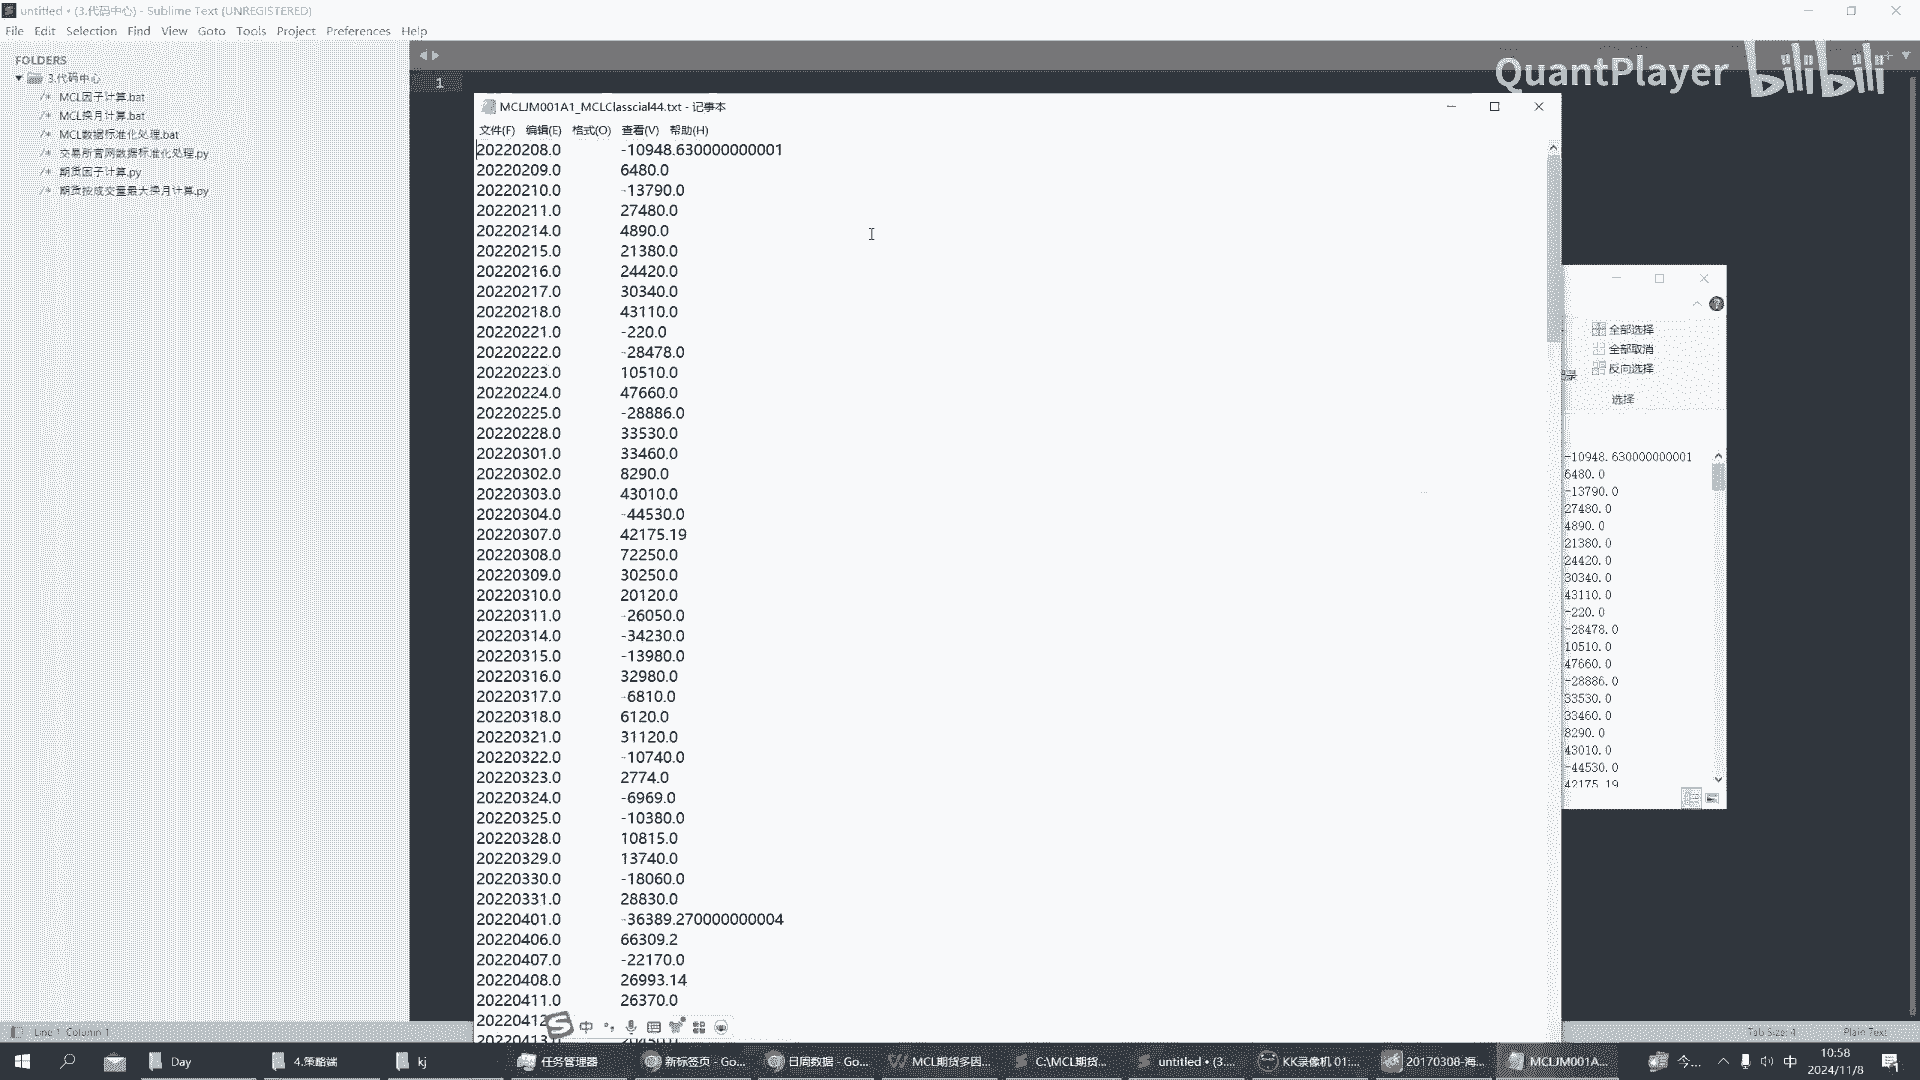 untitled • (3.代码中心) - Sublime Text (UNREGISTERED)
File Edit Selection Find View Goto Tools Project Preferences Help
FOLDERS
3.代码中心
MCL因子计算.bat
MCL换月计算.bat
MCL数据标准化处理.bat
交易所官网数据标准化处理.py
期货因子计算.py
期货按成交量最大换月计算.py
1
QuantPlayer bilibili
MCLJM001A1_MCLClasscial44.txt - 记事本
文件(F) 编辑(E) 格式(O) 查看(V) 帮助(H)
20220208.0 -10948.630000000001
20220209.0 6480.0
20220210.0 -13790.0
20220211.0 27480.0
20220214.0 4890.0
20220215.0 21380.0
20220216.0 24420.0
20220217.0 30340.0
20220218.0 43110.0
20220221.0 -220.0
20220222.0 -28478.0
20220223.0 10510.0
20220224.0 47660.0
20220225.0 -28886.0
20220228.0 33530.0
20220301.0 33460.0
20220302.0 8290.0
20220303.0 43010.0
20220304.0 -44530.0
20220307.0 42175.19
20220308.0 72250.0
20220309.0 30250.0
20220310.0 20120.0
20220311.0 -26050.0
20220314.0 -34230.0
20220315.0 -13980.0
20220316.0 32980.0
20220317.0 -6810.0
20220318.0 6120.0
20220321.0 31120.0
20220322.0 -10740.0
20220323.0 2774.0
20220324.0 -6969.0
20220325.0 -10380.0
20220328.0 10815.0
20220329.0 13740.0
20220330.0 -18060.0
20220331.0 28830.0
20220401.0 -36389.270000000004
20220406.0 66309.2
20220407.0 -22170.0
20220408.0 26993.14
20220411.0 26370.0
20220412
中
全部选择
全部取消
反向选择
选择
-10948.630000000001
6480.0
-13790.0
27480.0
4890.0
21380.0
24420.0
30340.0
43110.0
-220.0
-28478.0
10510.0
47660.0
-28886.0
33530.0
33460.0
8290.0
43010.0
-44530.0
42175.19
Line 1, Column 1
Tab Size: 4 Plain Text
Day
4.策略端
kj
任务管理器
新标签页 - Go...
日周数据 - Go...
MCL期货多因...
C:\MCL期货...
untitled • (3....
KK录像机 01:...
20170308-海...
MCLJM001A...
今...
中
10:58
2024/11/8